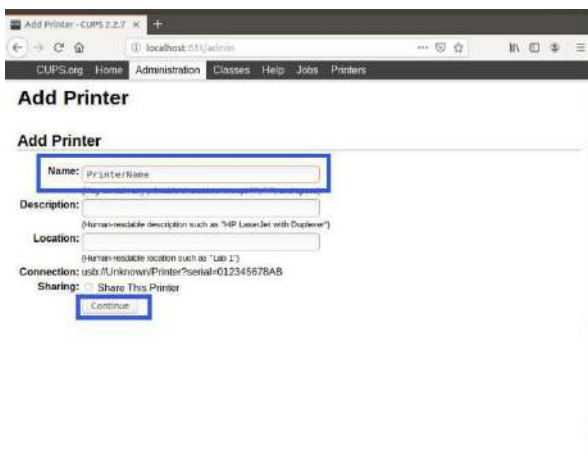 Add Printer - CUPS 2.2.7
localhost:631/admin
CUPS.org Home Administration Classes Help Jobs Printers
Add Printer
Add Printer
Name: PrinterName
Description:
(Human-readable description such as "HP LaserJet with Duplexer")
Location:
(Human-readable location such as "Lab 1")
Connection: usb://Unknown/Printer?serial=012345678AB
Sharing: Share This Printer
Continue